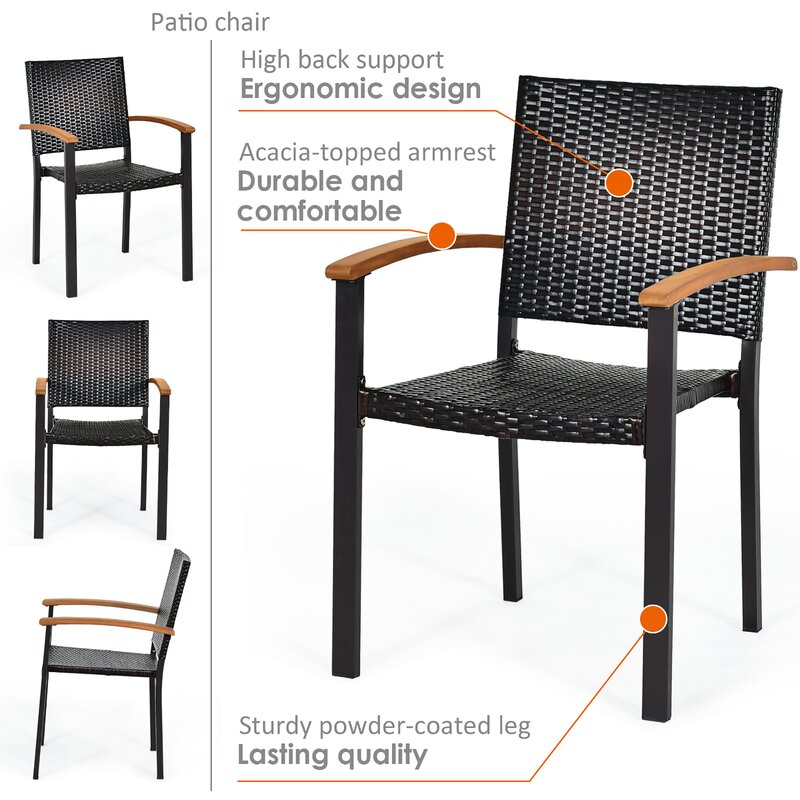 Patio chair
High back support
Ergonomic design
Acacia-topped armrest
Durable and
comfortable
Sturdy powder-coated leg
Lasting quality